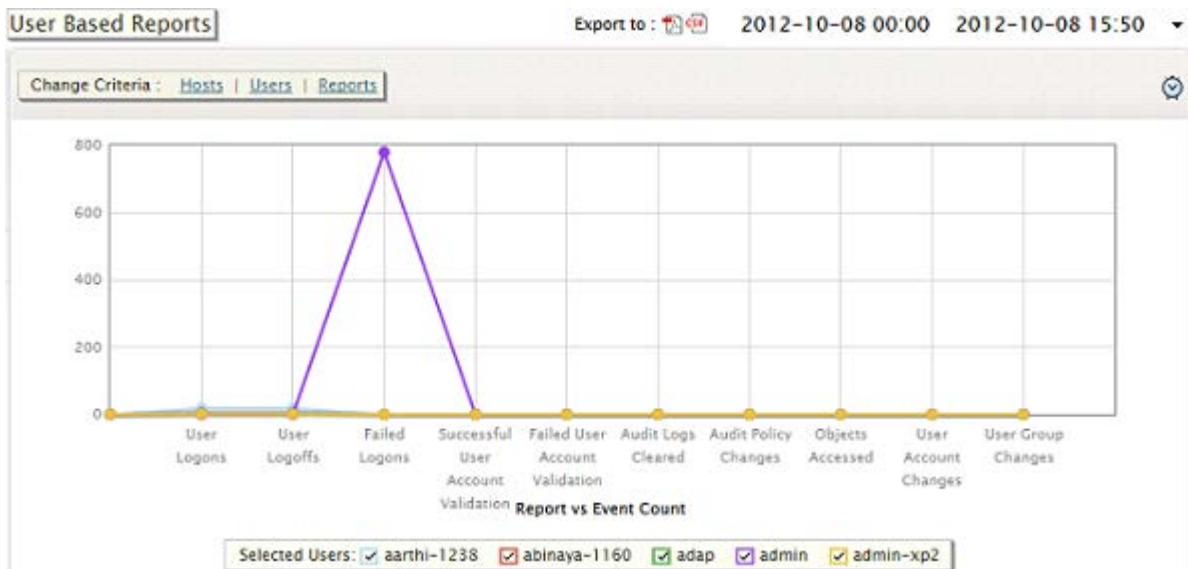 User Based Reports
Export to : 2012-10-08 00:00 2012-10-08 15:50
Change Criteria : Hosts | Users | Reports
800
600
400
200
0
User Logons
User Logoffs
Failed Logons
Successful User Account Validation
Failed User Account Validation
Audit Logs Cleared
Audit Policy Changes
Objects Accessed
User Account Changes
User Group Changes
Report vs Event Count
Selected Users: aarthi-1238 abinaya-1160 adap admin admin-xp2